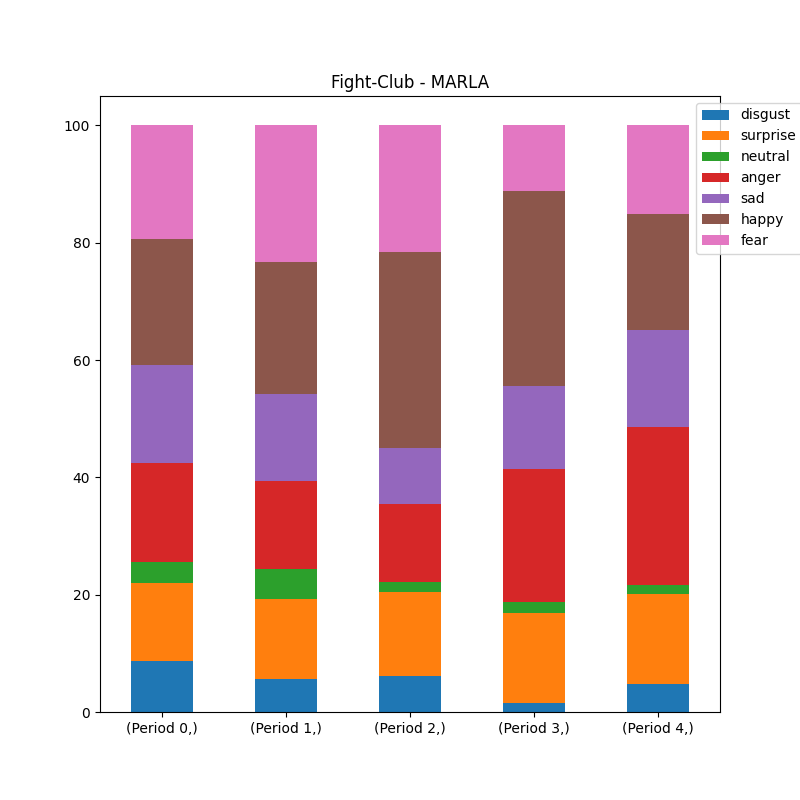 Fight-Club - MARLA
100
80
60
40
20
0
(Period 0,)
(Period 1,)
(Period 2,)
(Period 3,)
(Period 4,)
disgust
surprise
neutral
anger
sad
happy
fear